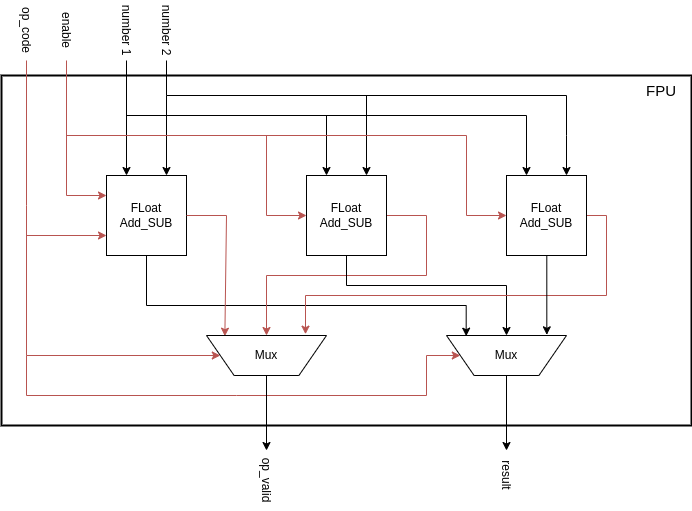 op_code
enable
number 1
number 2
FPU
FLoat
Add_SUB
FLoat
Add_SUB
FLoat
Add_SUB
Mux
Mux
op_valid
result